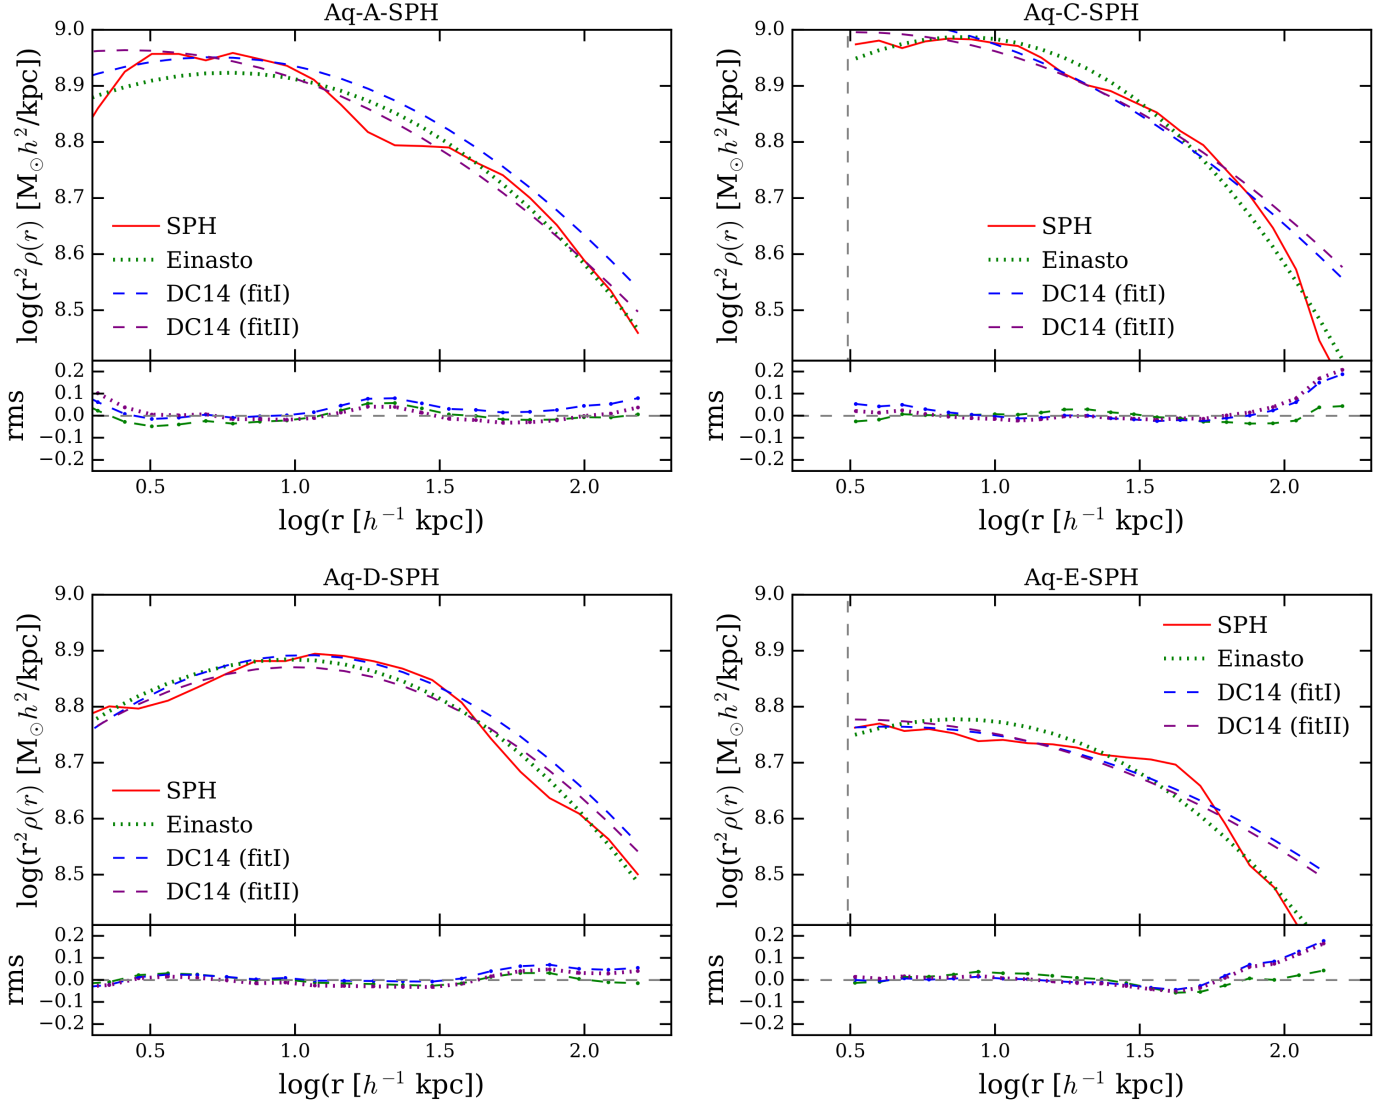 Aq-A-SPH
9.0
8.9
8.8
8.7
8.6
8.5
log(r² ρ(r) [M☉ h² /kpc])
SPH
Einasto
DC14 (fitI)
DC14 (fitII)
0.2
0.1
0.0
−0.1
−0.2
rms
0.5
1.0
1.5
2.0
log(r [h⁻¹ kpc])
Aq-C-SPH
9.0
8.9
8.8
8.7
8.6
8.5
log(r² ρ(r) [M☉ h² /kpc])
SPH
Einasto
DC14 (fitI)
DC14 (fitII)
0.2
0.1
0.0
−0.1
−0.2
rms
0.5
1.0
1.5
2.0
log(r [h⁻¹ kpc])
Aq-D-SPH
9.0
8.9
8.8
8.7
8.6
8.5
log(r² ρ(r) [M☉ h² /kpc])
SPH
Einasto
DC14 (fitI)
DC14 (fitII)
0.2
0.1
0.0
−0.1
−0.2
rms
0.5
1.0
1.5
2.0
log(r [h⁻¹ kpc])
Aq-E-SPH
9.0
8.9
8.8
8.7
8.6
8.5
log(r² ρ(r) [M☉ h² /kpc])
SPH
Einasto
DC14 (fitI)
DC14 (fitII)
0.2
0.1
0.0
−0.1
−0.2
rms
0.5
1.0
1.5
2.0
log(r [h⁻¹ kpc])